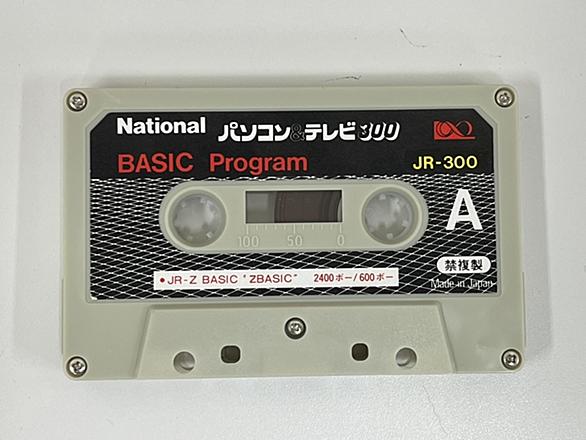 National パソコン&テレビ300
BASIC Program JR-300
A
100 50 0
• JR-Z BASIC "ZBASIC" 2400ボー/600ボー
禁複製
Made in Japan